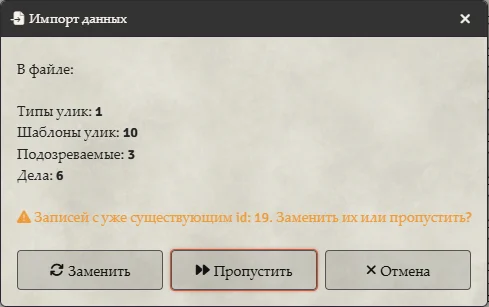 Импорт данных
В файле:
Типы улик: 1
Шаблоны улик: 10
Подозреваемые: 3
Дела: 6
Записей с уже существующим id: 19. Заменить их или пропустить?
Заменить
Пропустить
Отмена